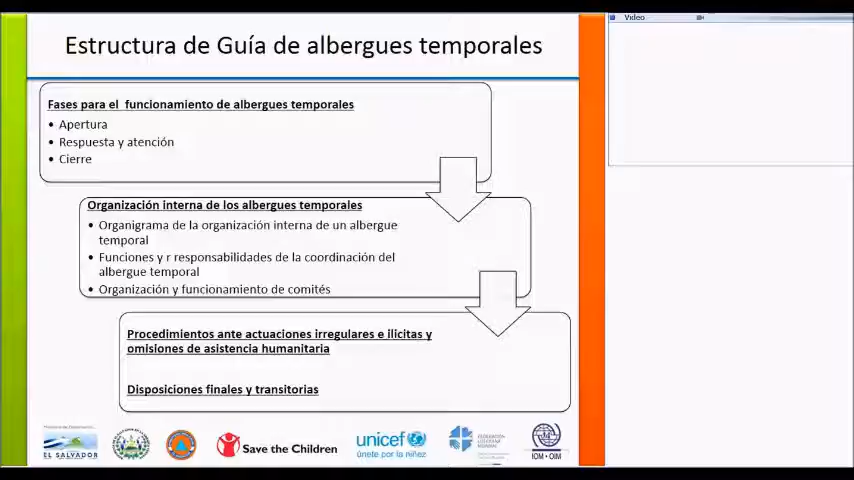 Estructura de Guía de albergues temporales
Video
Fases para el funcionamiento de albergues temporales
• Apertura
• Respuesta y atención
• Cierre
Organización interna de los albergues temporales
• Organigrama de la organización interna de un albergue
temporal
• Funciones y r responsabilidades de la coordinación del
albergue temporal
• Organización y funcionamiento de comités
Procedimientos ante actuaciones irregulares e ilicitas y
omisiones de asistencia humanitaria
Disposiciones finales y transitorias
EL SALVADOR
Save the Children
unicef
únete por la niñez
IOM • OIM